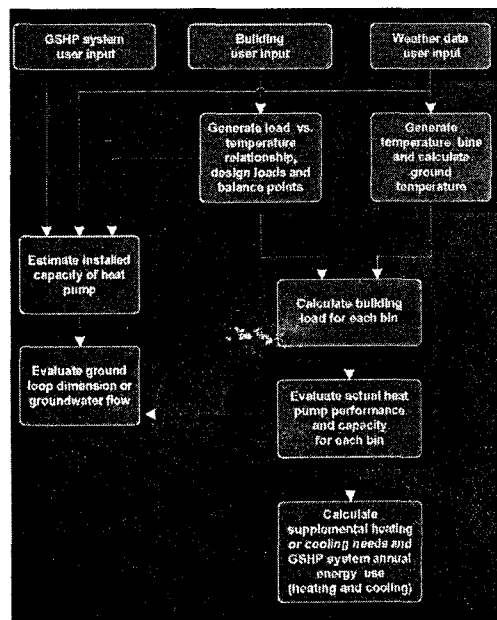 GSHP system
user input
Building
user input
Weather data
user input
Generate load vs.
temperature
relationship,
design loads and
balance points
Generate
temperature bins
and calculate
ground
temperature
Estimate installed
capacity of heat
pump
Calculate building
load for each bin
Evaluate ground
loop dimension or
groundwater flow
Evaluate actual heat
pump performance
and capacity
for each bin
Calculate
supplemental heating
or cooling needs and
GSHP system annual
energy use
(heating and cooling)